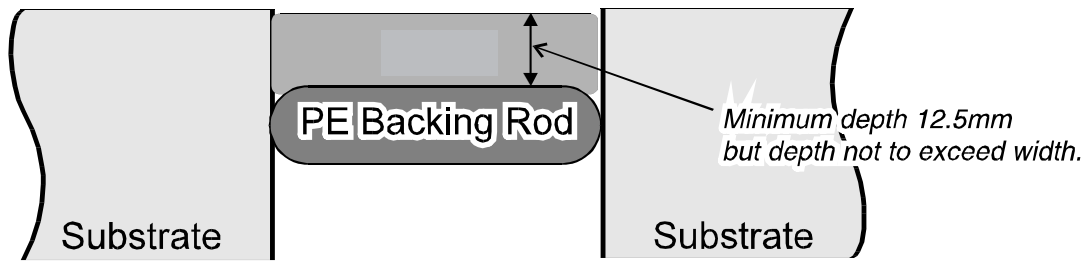 PE Backing Rod
Minimum depth 12.5mm
but depth not to exceed width.
Substrate
Substrate